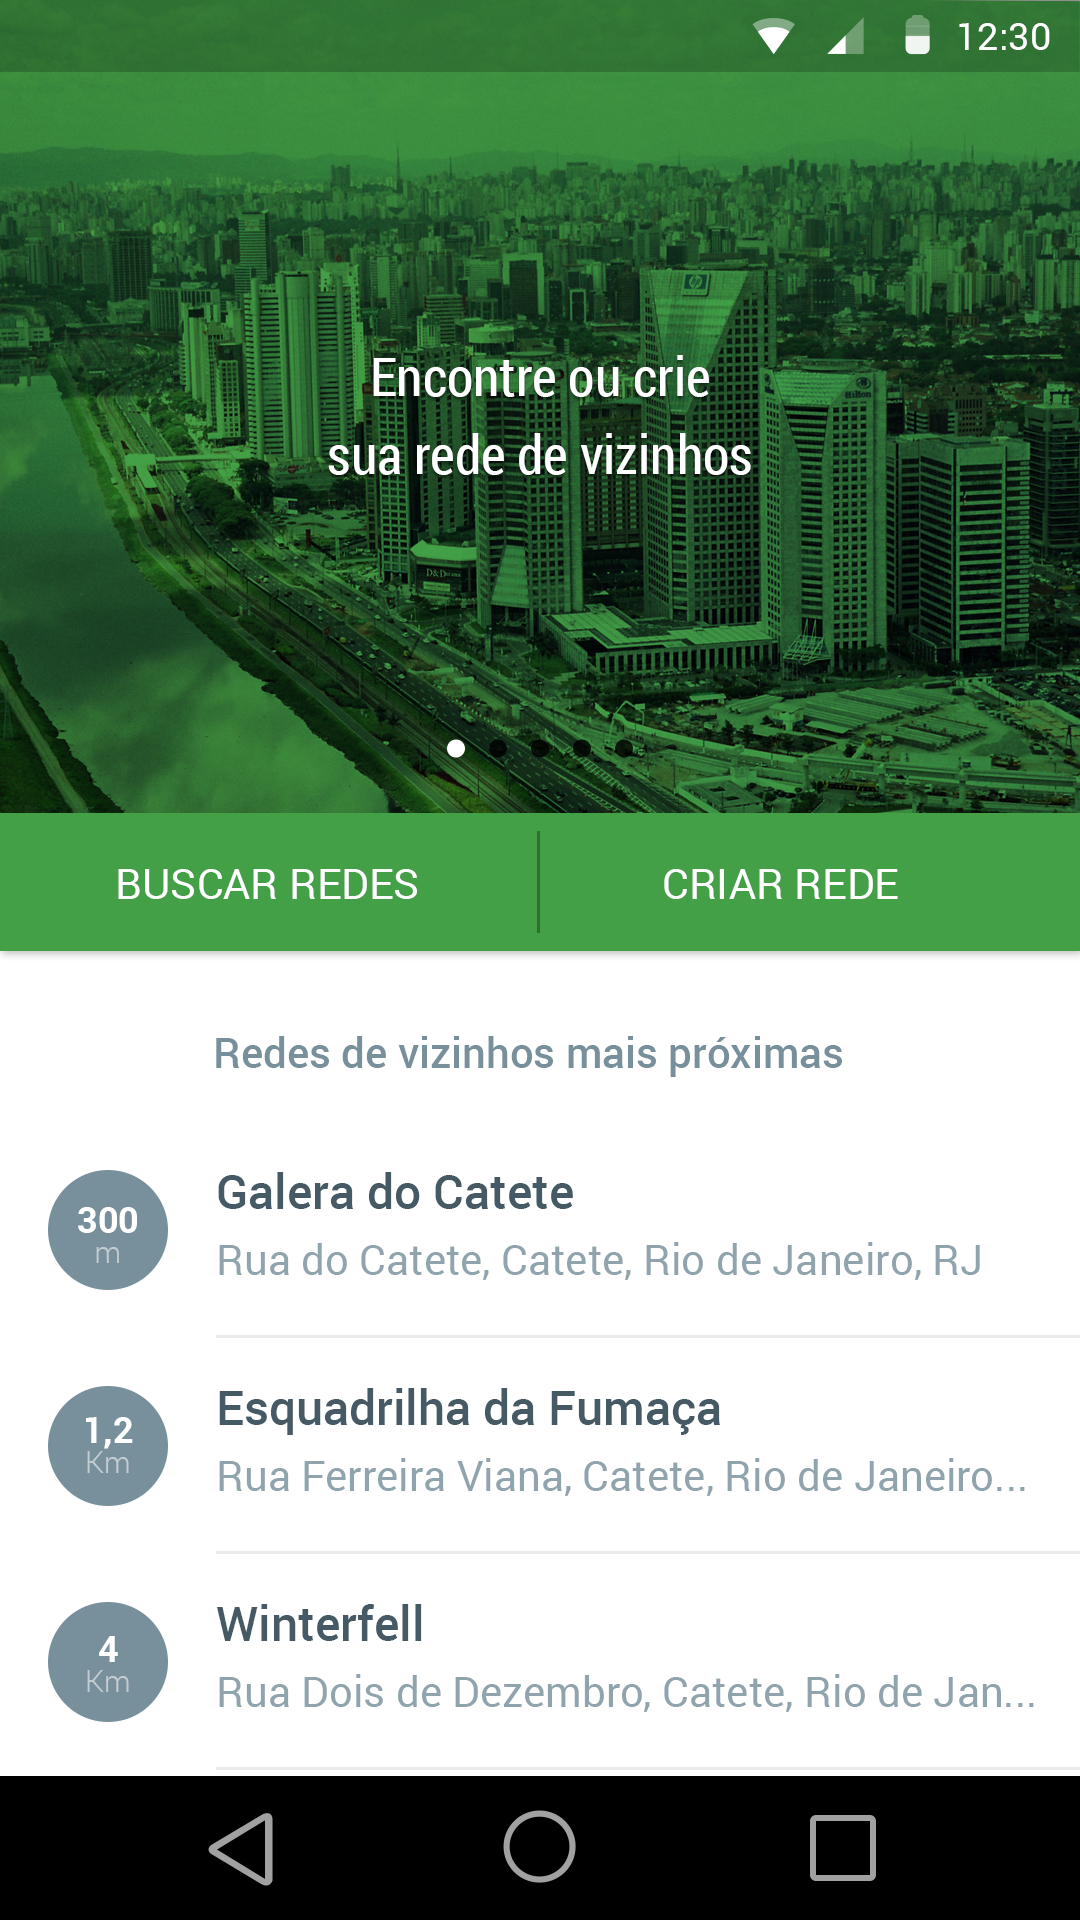 12:30
hp
Encontre ou crie
Hilton
sua rede de vizinhos
D&D
BUSCAR REDES
CRIAR REDE
Redes de vizinhos mais próximas
300
m
Galera do Catete
Rua do Catete, Catete, Rio de Janeiro, RJ
1,2
Km
Esquadrilha da Fumaça
Rua Ferreira Viana, Catete, Rio de Janeiro...
4
Km
Winterfell
Rua Dois de Dezembro, Catete, Rio de Jan...